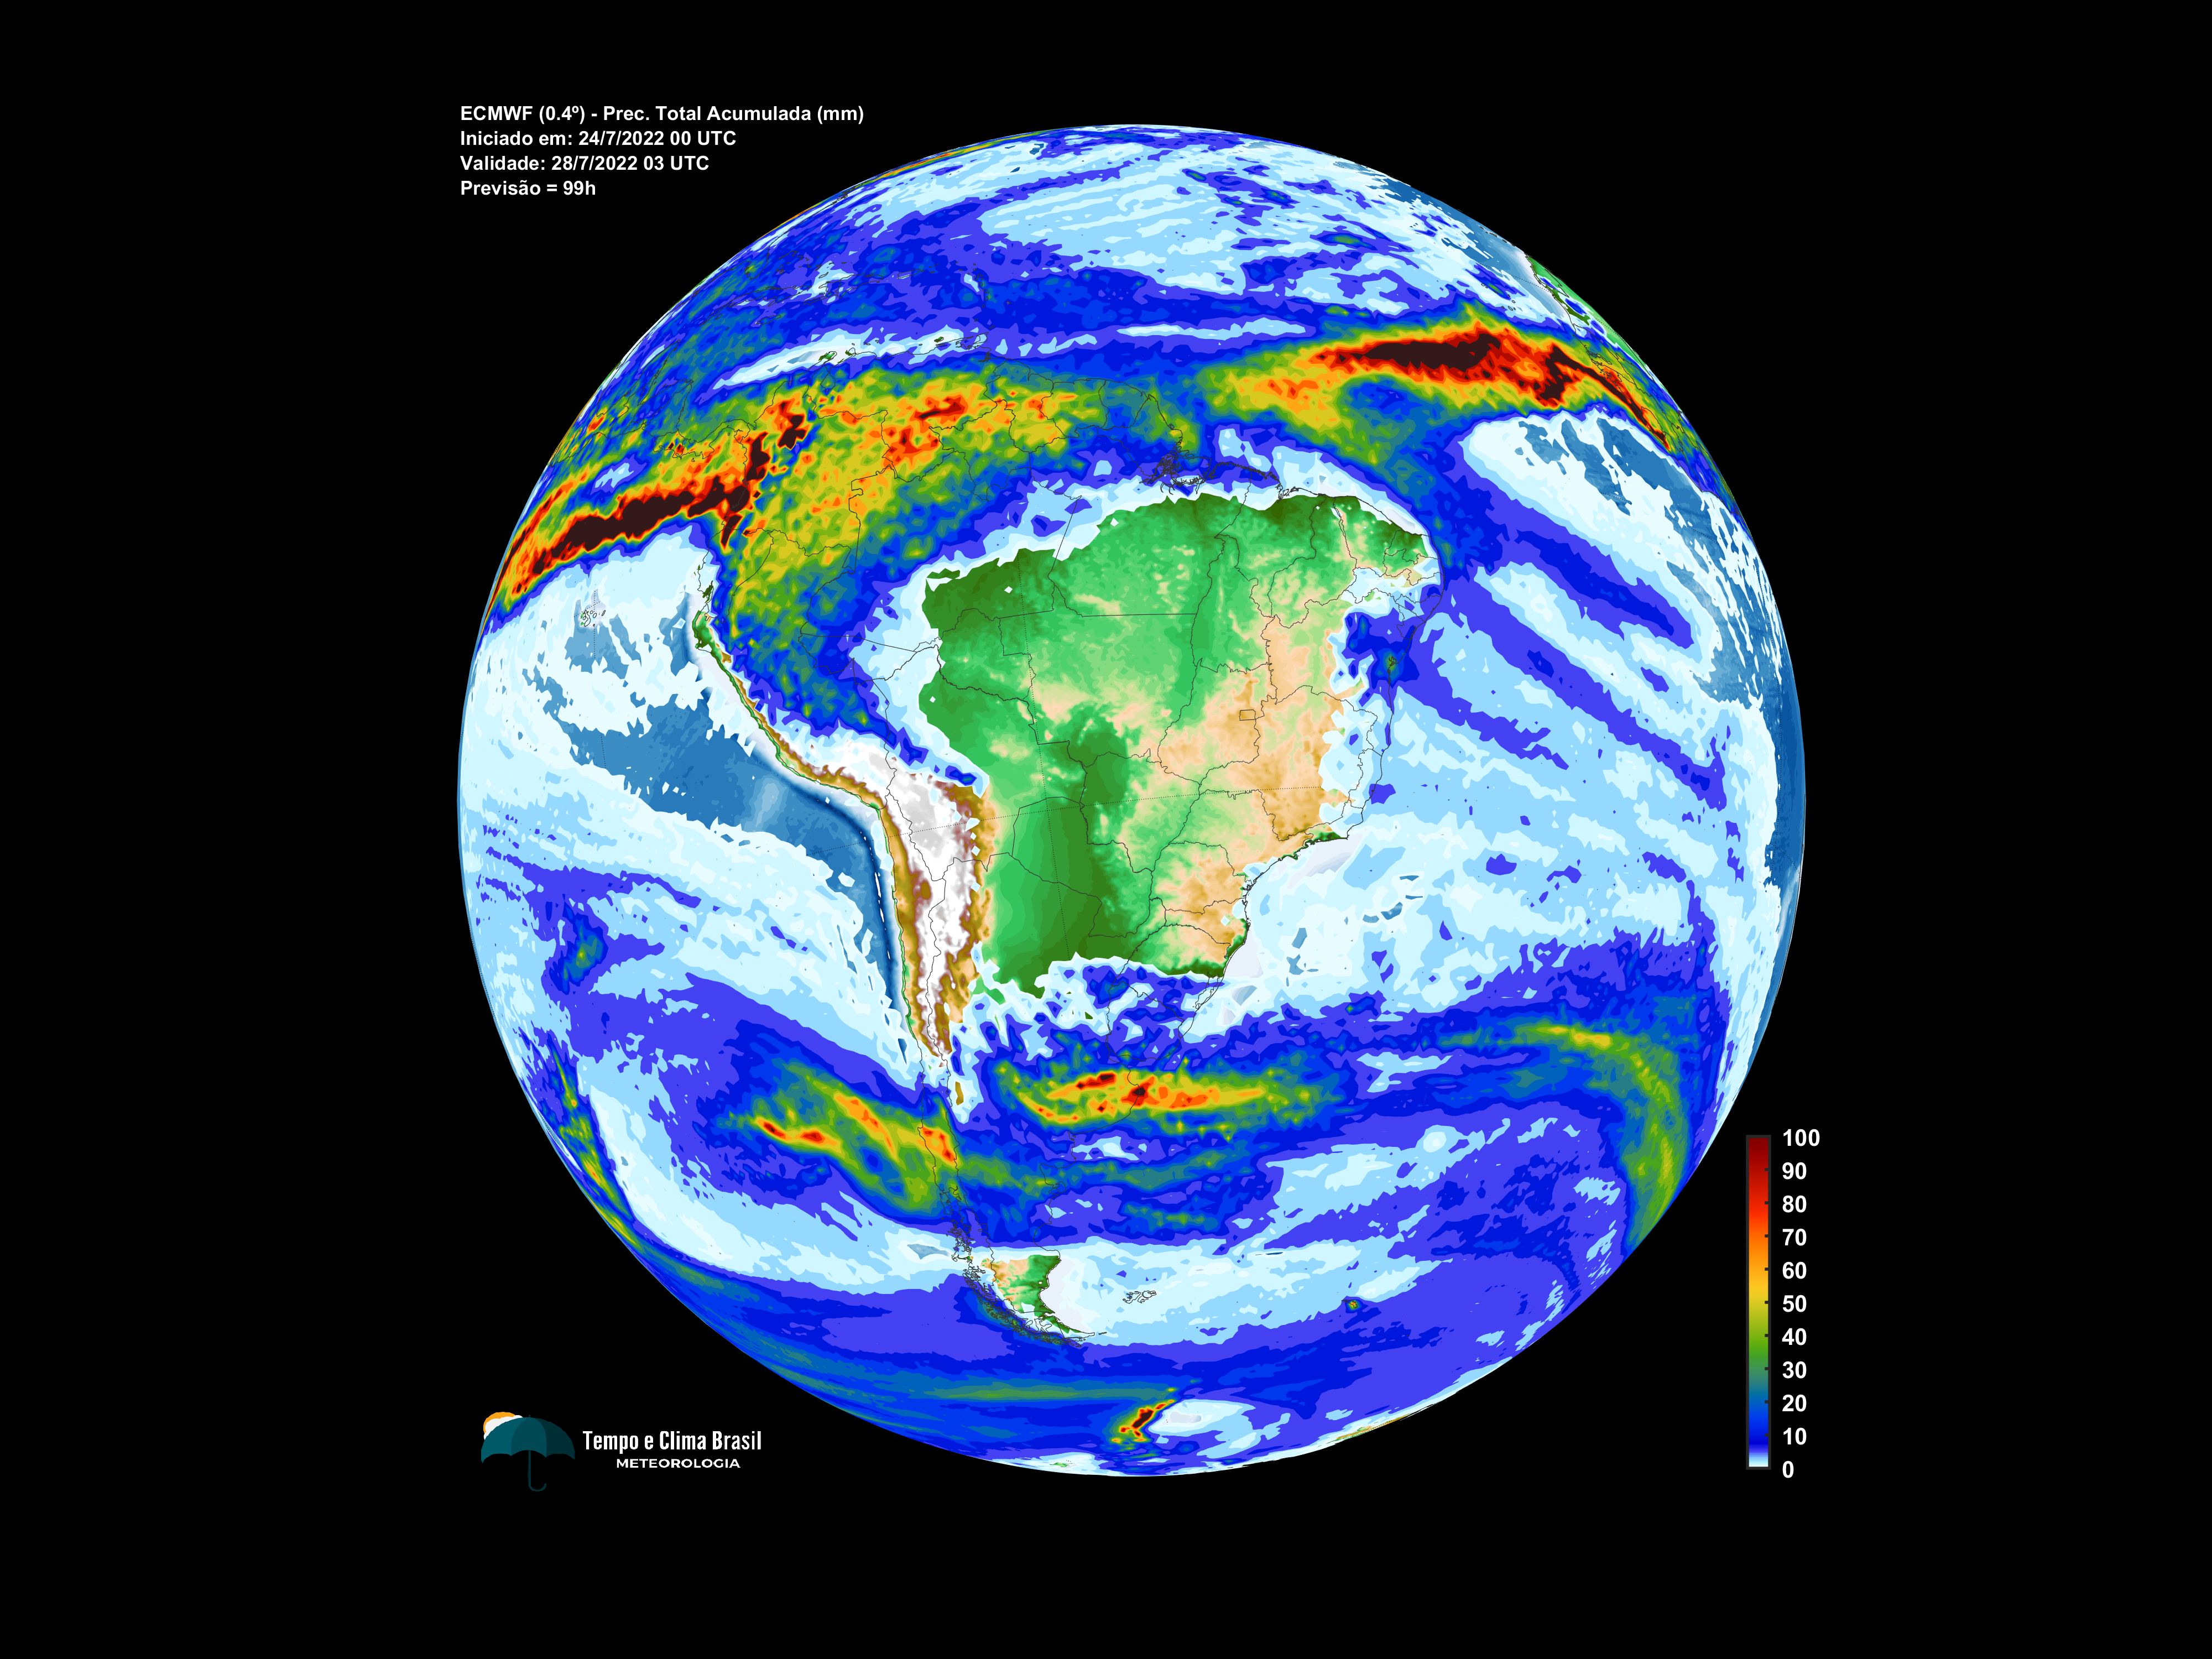 ECMWF (0.4º) - Prec. Total Acumulada (mm)
Iniciado em: 24/7/2022 00 UTC
Validade: 28/7/2022 03 UTC
Previsão = 99h
100
90
80
70
60
50
40
30
20
10
0
Tempo e Clima Brasil
METEOROLOGIA